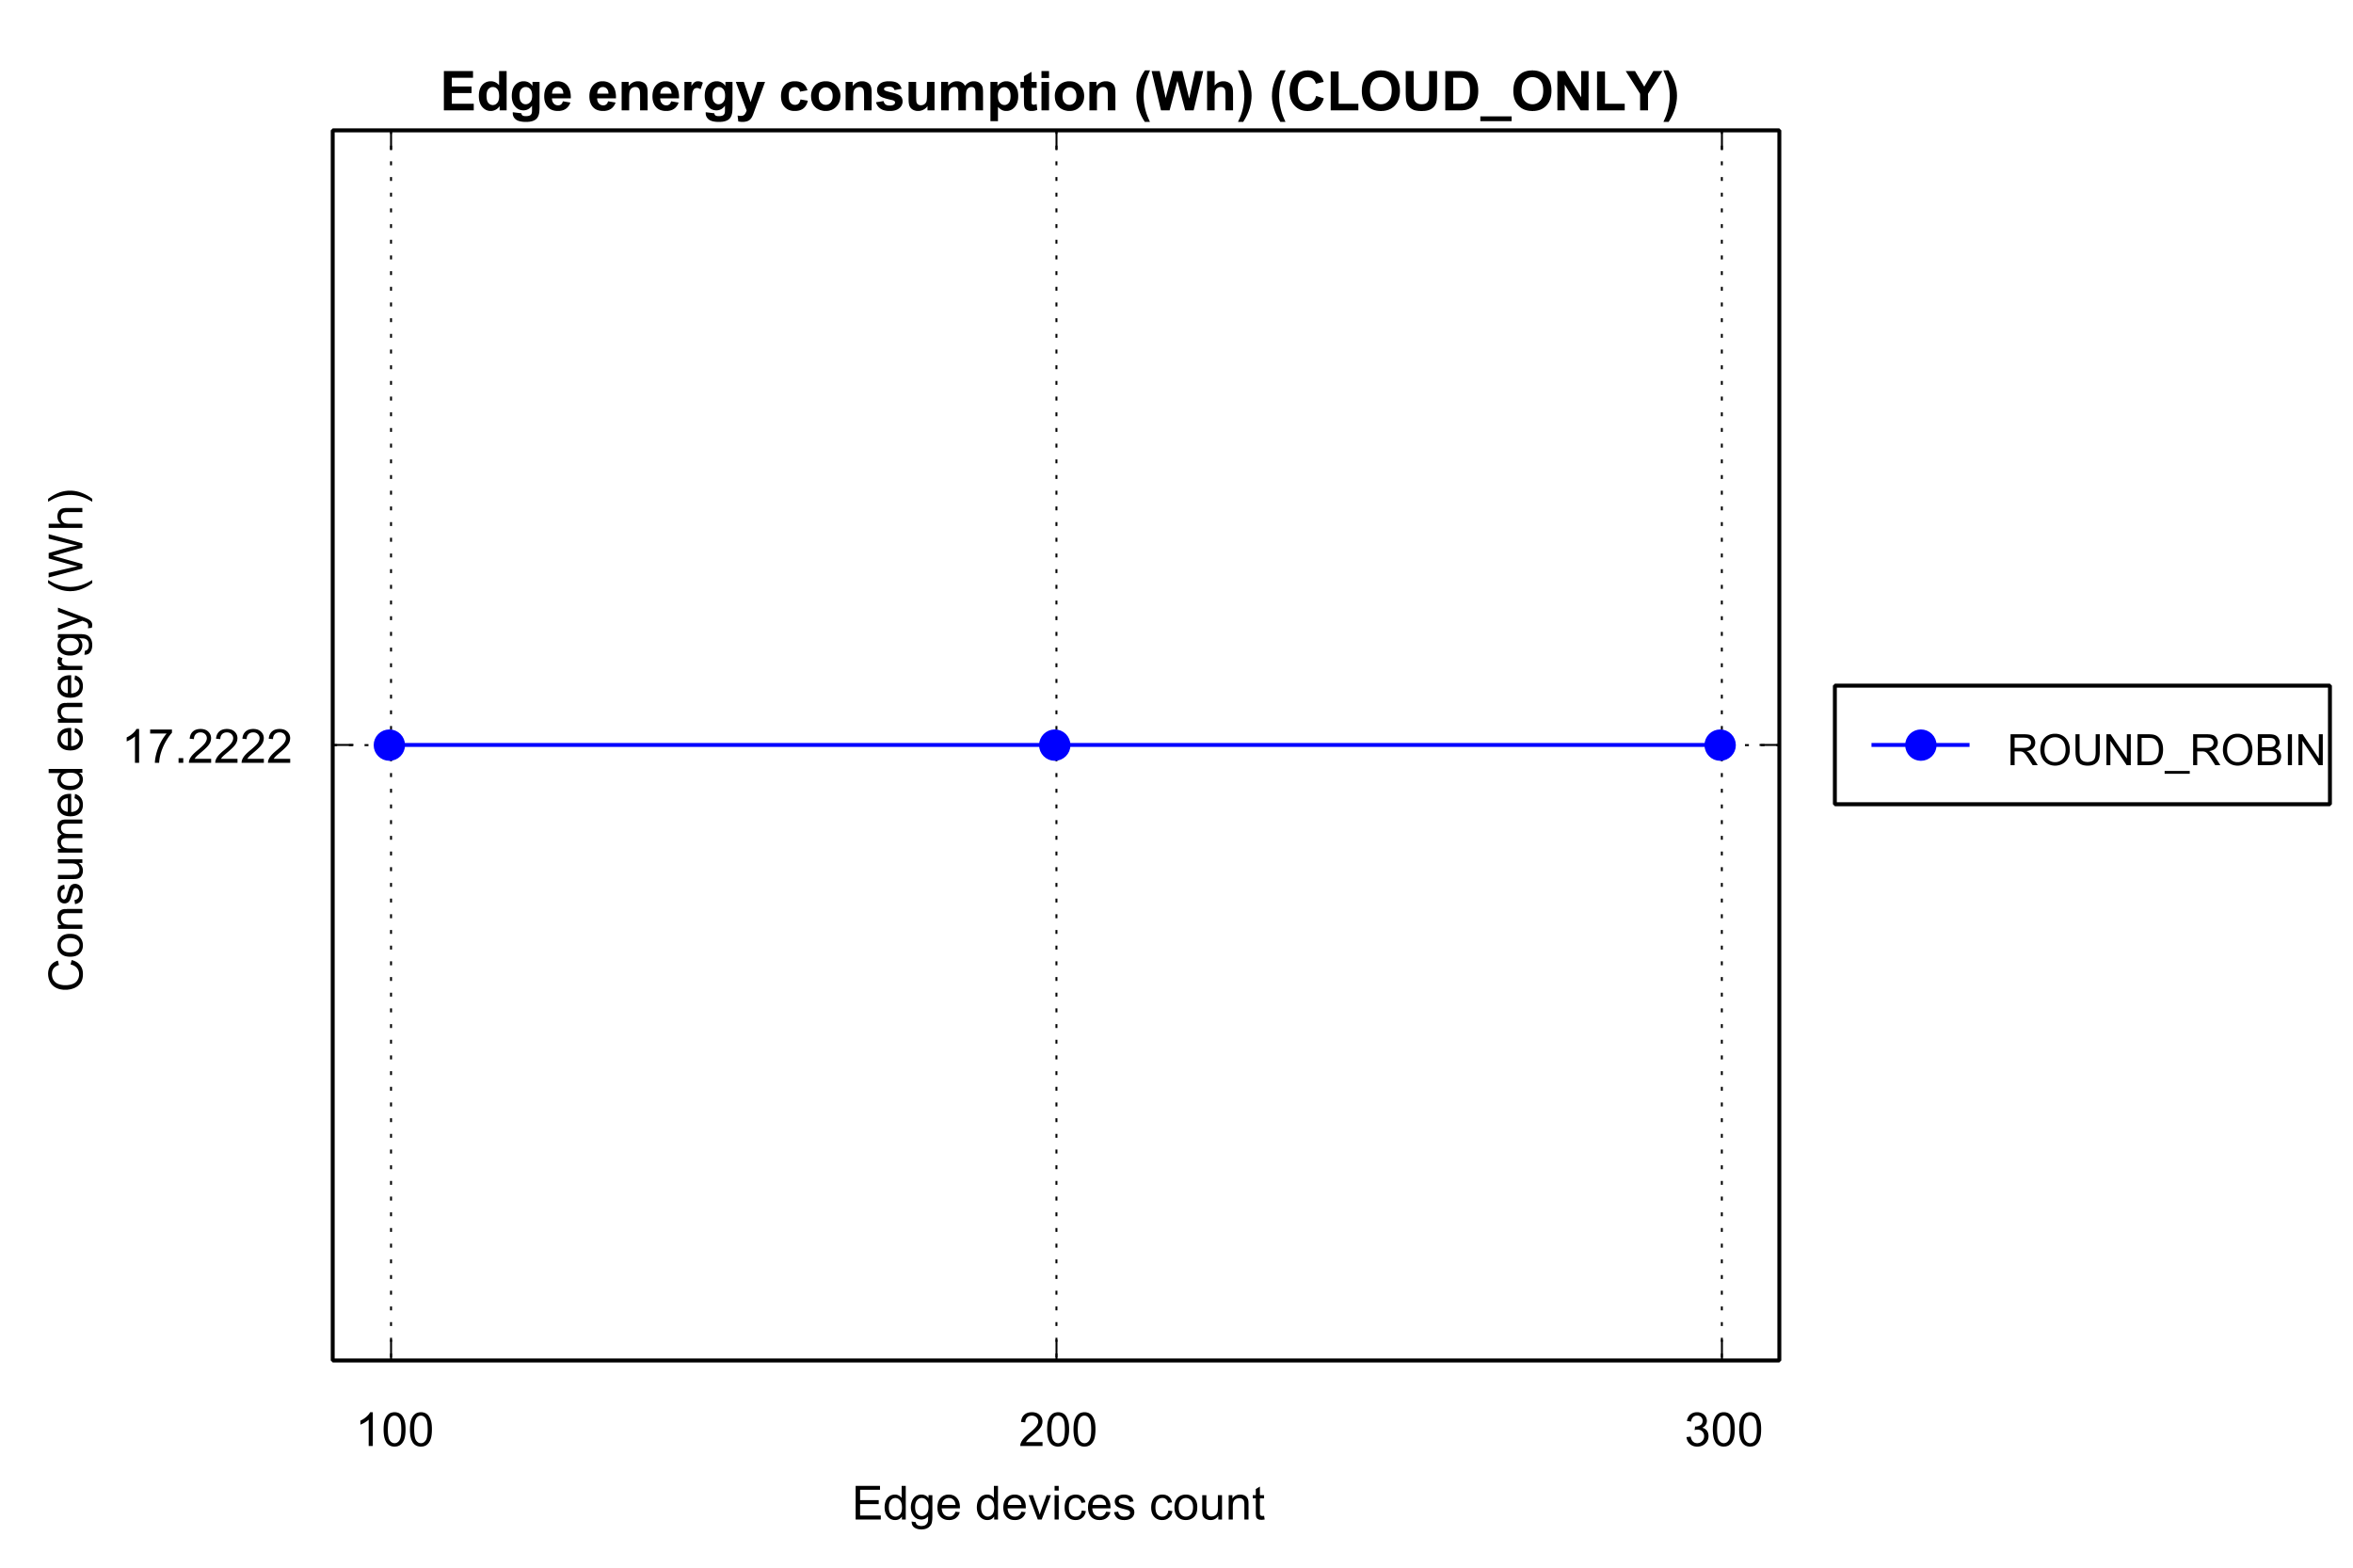 Edge energy consumption (Wh) (CLOUD_ONLY)
Consumed energy (Wh)
17.2222
ROUND_ROBIN
100 200 300
Edge devices count